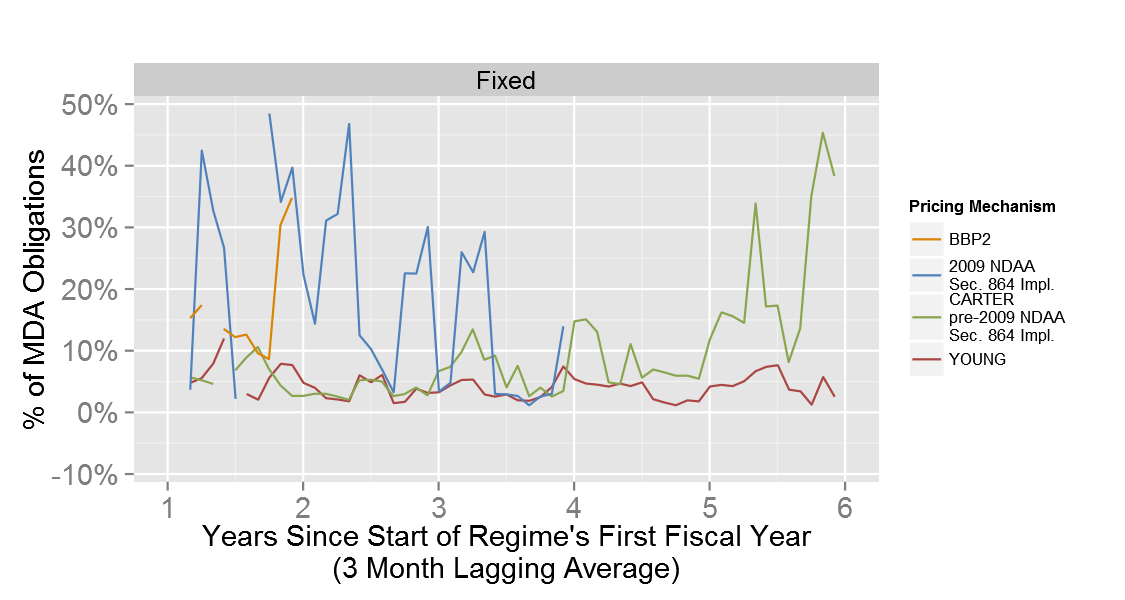 Fixed
50%
40%
30%
20%
10%
0%
-10%
% of MDA Obligations
1 2 3 4 5 6
Years Since Start of Regime's First Fiscal Year
(3 Month Lagging Average)
Pricing Mechanism
BBP2
2009 NDAA
Sec. 864 Impl.
CARTER
pre-2009 NDAA
Sec. 864 Impl.
YOUNG